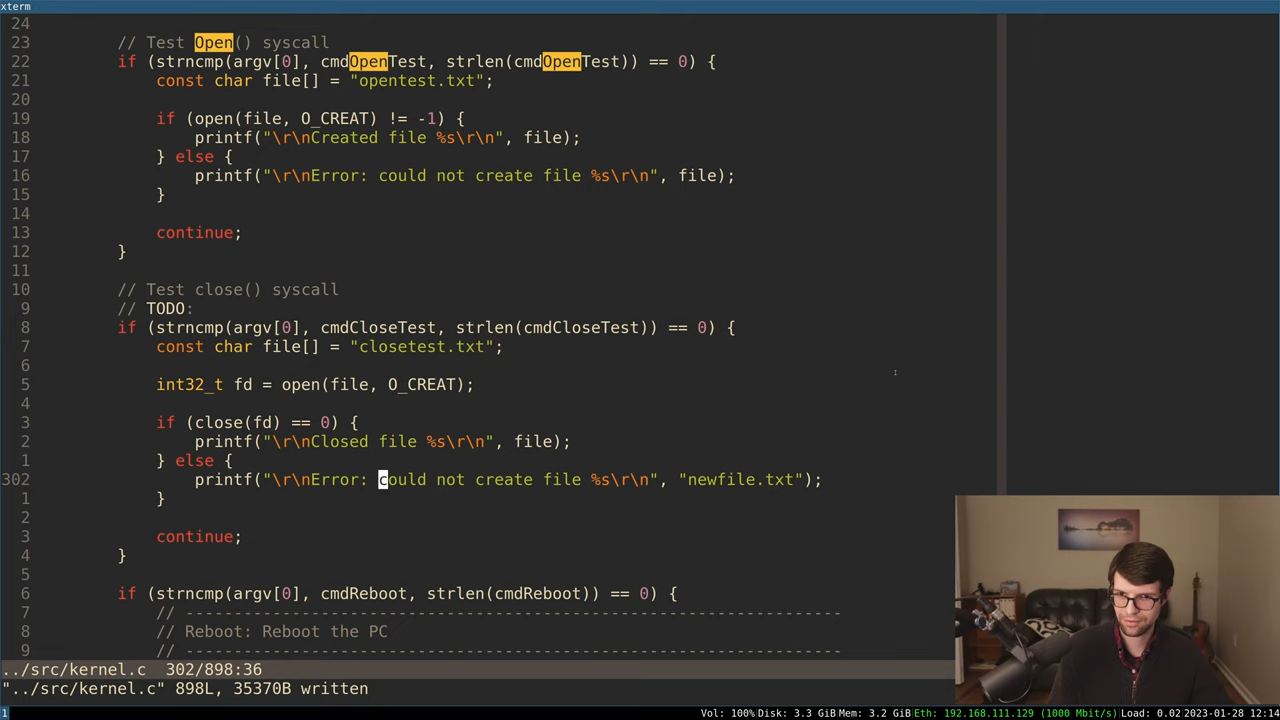 xterm
24
23 // Test Open() syscall
22 if (strncmp(argv[0], cmdOpenTest, strlen(cmdOpenTest)) == 0) {
21 const char file[] = "opentest.txt";
20
19 if (open(file, O_CREAT) != -1) {
18 printf("\r\nCreated file %s\r\n", file);
17 } else {
16 printf("\r\nError: could not create file %s\r\n", file);
15 }
14
13 continue;
12 }
11
10 // Test close() syscall
9 // TODO:
8 if (strncmp(argv[0], cmdCloseTest, strlen(cmdCloseTest)) == 0) {
7 const char file[] = "closetest.txt";
6
5 int32_t fd = open(file, O_CREAT);
4
3 if (close(fd) == 0) {
2 printf("\r\nClosed file %s\r\n", file);
1 } else {
302 printf("\r\nError: could not create file %s\r\n", "newfile.txt");
1 }
2
3 continue;
4 }
5
6 if (strncmp(argv[0], cmdReboot, strlen(cmdReboot)) == 0) {
7 // ---------------------------------------------------------------------
8 // Reboot: Reboot the PC
9 // ---------------------------------------------------------------------
../src/kernel.c 302/898:36
"../src/kernel.c" 898L, 35370B written
1 Vol: 100% Disk: 3.3 GiB Mem: 3.2 GiB Eth: 192.168.111.129 (1000 Mbit/s) Load: 0.02 2023-01-28 12:14